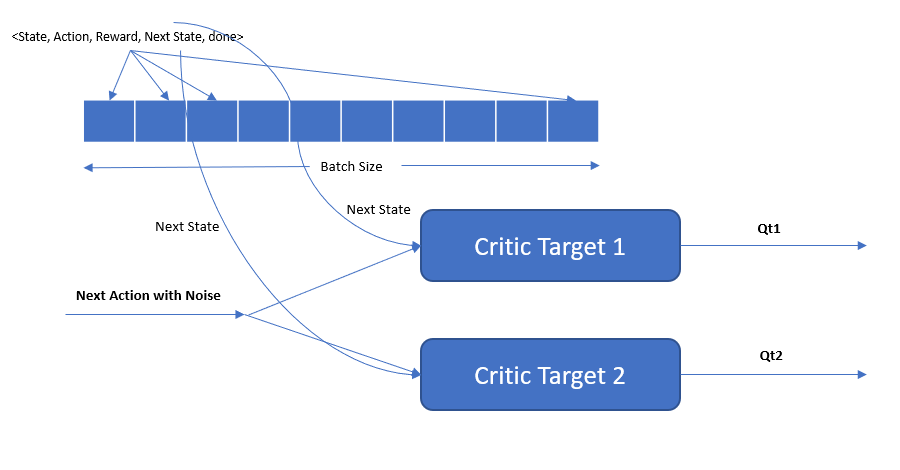 <State, Action, Reward, Next State, done>
Batch Size
Next State
Next State
Critic Target 1
Qt1
Next Action with Noise
Critic Target 2
Qt2